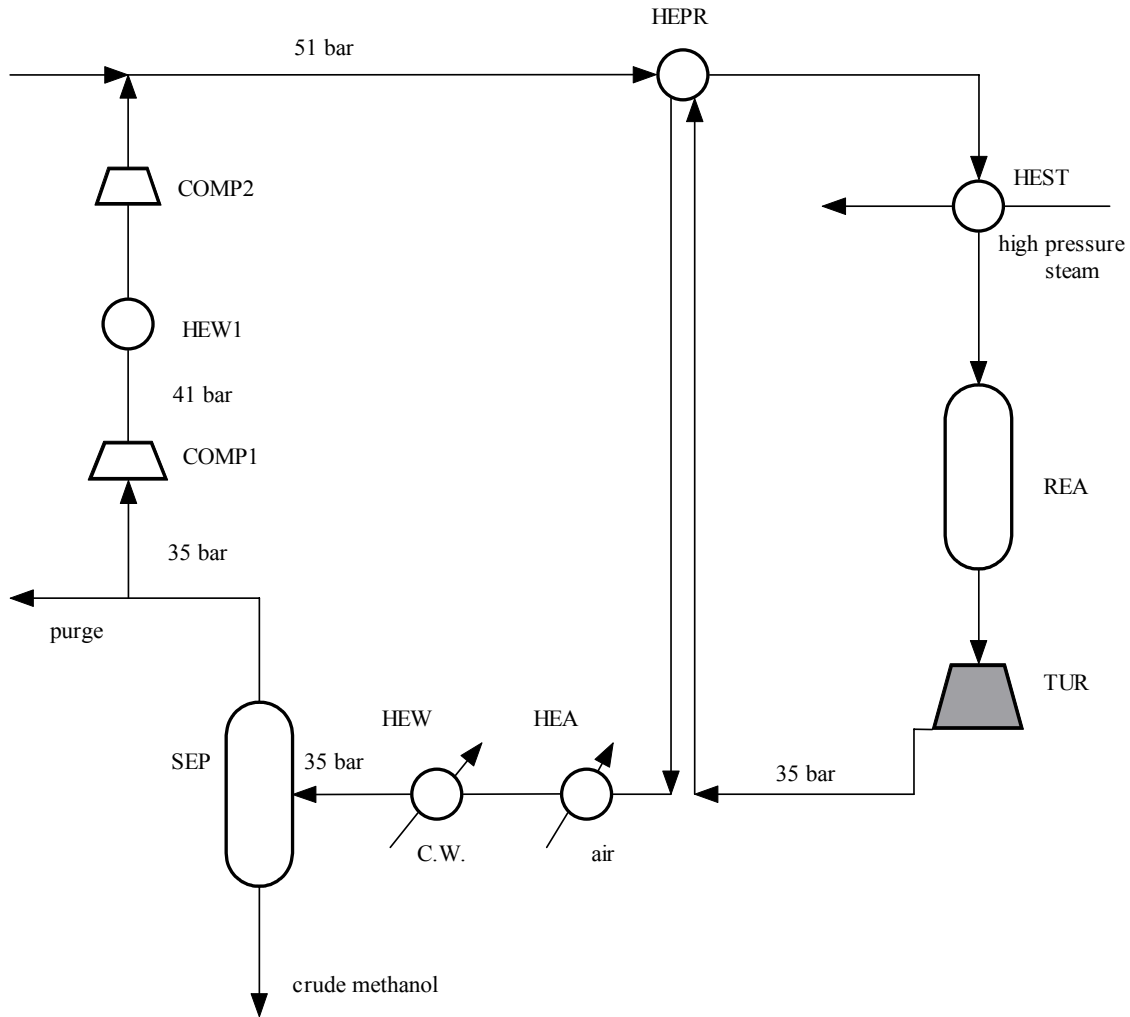 HEPR
51 bar
COMP2
HEST
high pressure
steam
HEW1
41 bar
COMP1
REA
35 bar
purge
TUR
HEW
HEA
SEP
35 bar
35 bar
C.W.
air
crude methanol